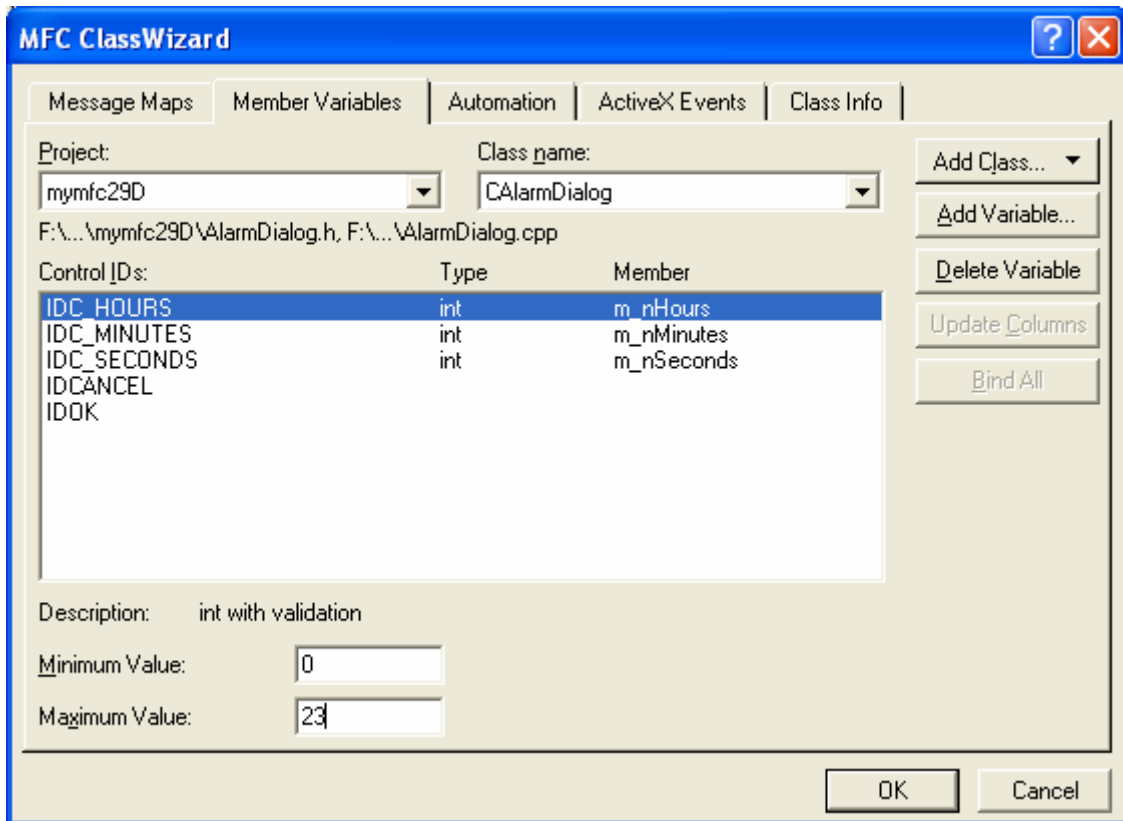 MFC ClassWizard
Message Maps Member Variables Automation ActiveX Events Class Info
Project: Class name:
mymfc29D CAlarmDialog Add Class...
F:\...\mymfc29D\AlarmDialog.h, F:\...\AlarmDialog.cpp Add Variable...
Control IDs: Type Member Delete Variable
IDC_HOURS int m_nHours
IDC_MINUTES int m_nMinutes Update Columns
IDC_SECONDS int m_nSeconds
IDCANCEL Bind All
IDOK
Description: int with validation
Minimum Value: 0
Maximum Value: 23
OK Cancel